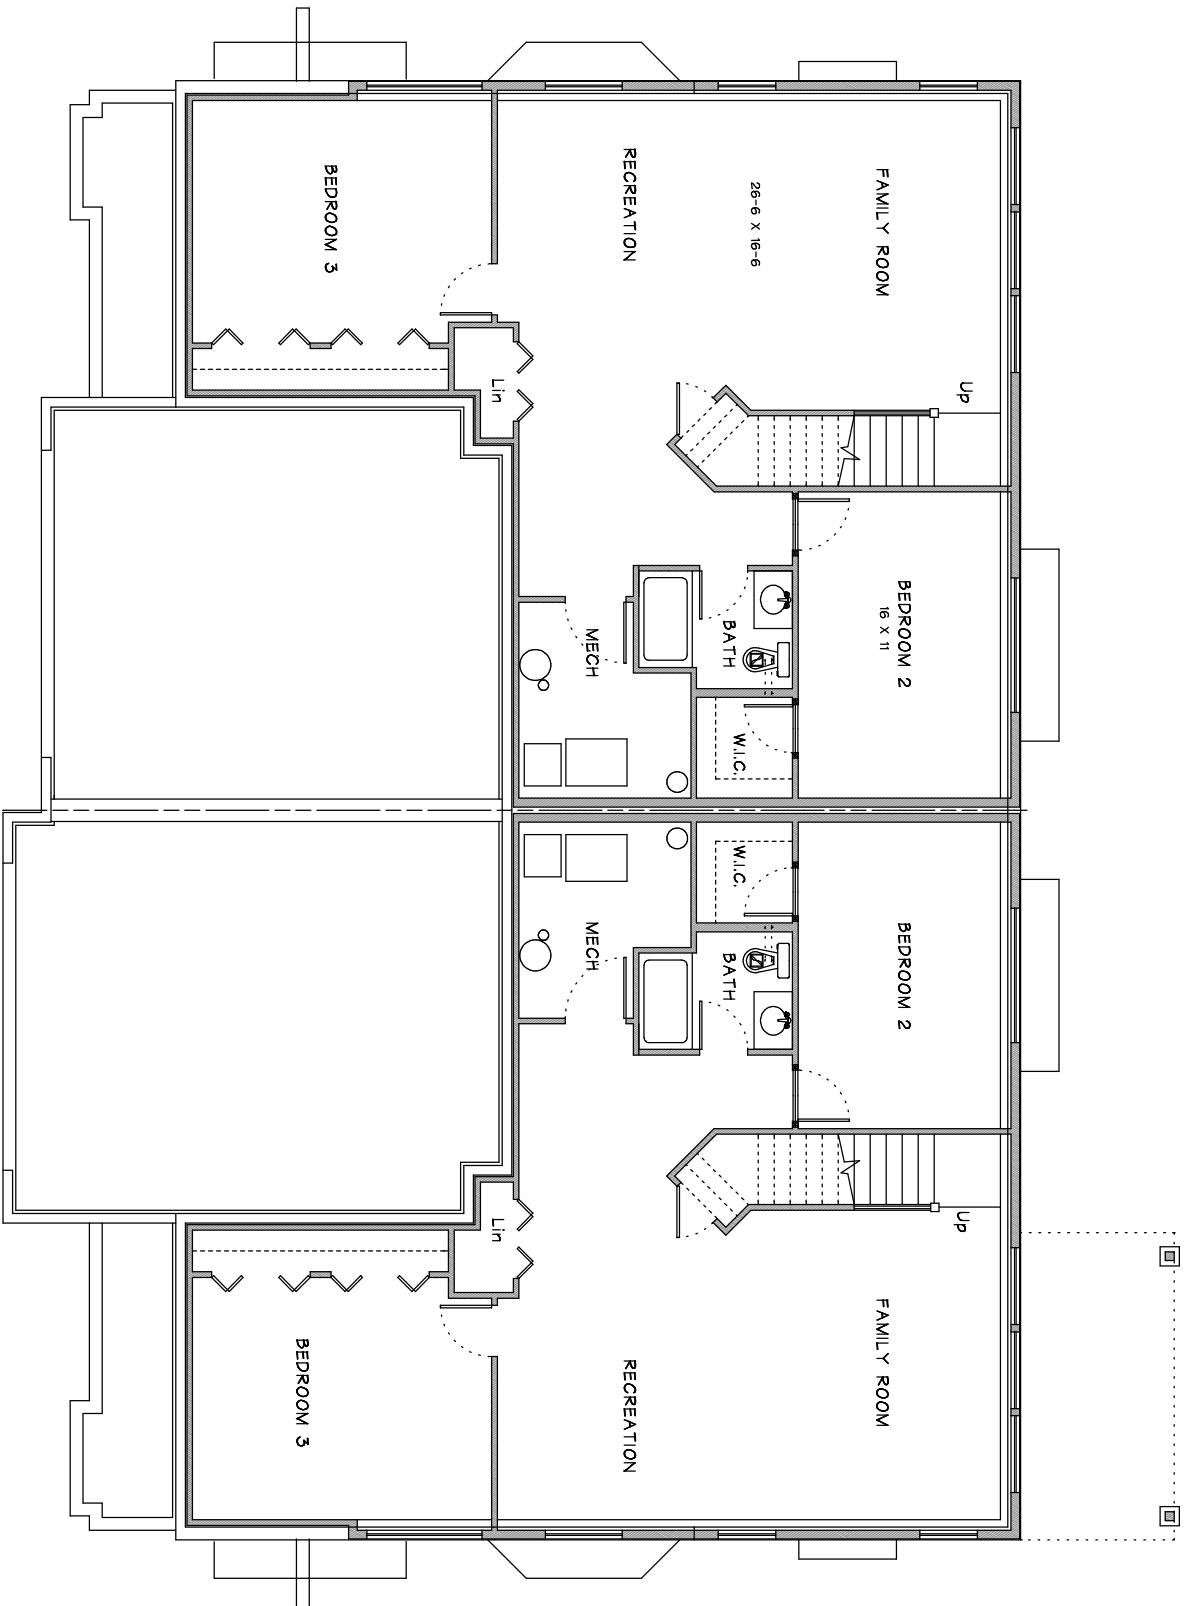 FAMILY ROOM
26-6 X 16-6
RECREATION
BEDROOM 3
Up
Lin
BEDROOM 2
16 X 11
BATH
MECH
W.I.C.
BEDROOM 2
W.I.C.
BATH
MECH
Up
Lin
FAMILY ROOM
RECREATION
BEDROOM 3